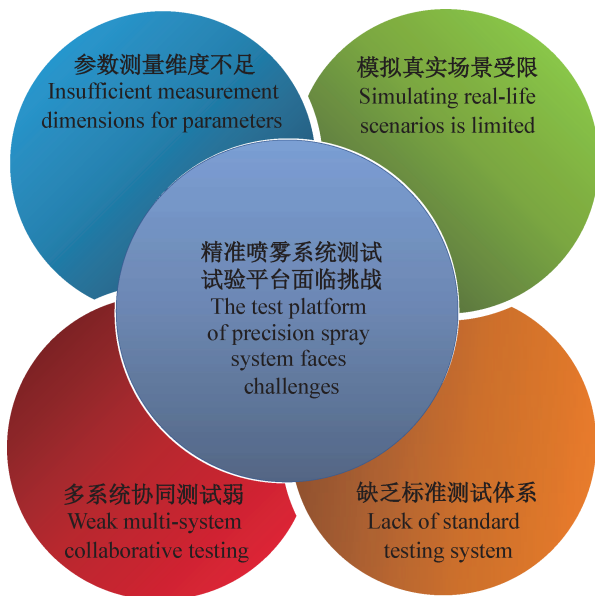 参数测量维度不足
Insufficient measurement
dimensions for parameters
模拟真实场景受限
Simulating real-life
scenarios is limited
精准喷雾系统测试
试验平台面临挑战
The test platform
of precision spray
system faces
challenges
多系统协同测试弱
Weak multi-system
collaborative testing
缺乏标准测试体系
Lack of standard
testing system